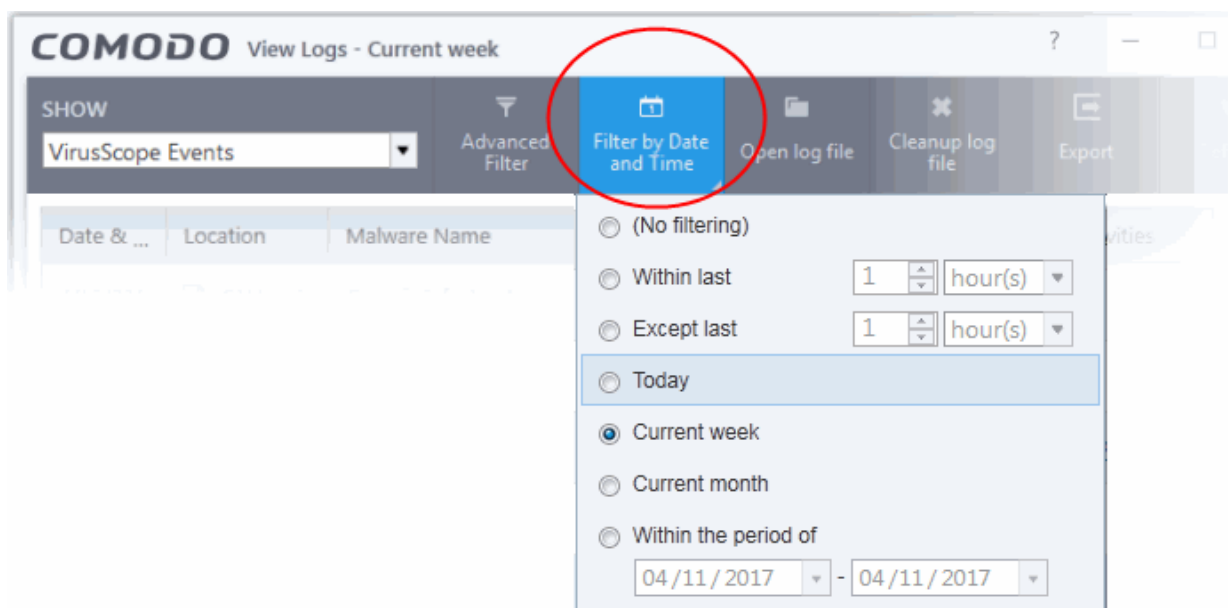 COMODO View Logs - Current week
?
SHOW
VirusScope Events
Advanced
Filter
Filter by Date
and Time
Open log file
Cleanup log
file
Export
Date & ...
Location
Malware Name
(No filtering)
Within last 1 hour(s)
Except last 1 hour(s)
Today
Current week
Current month
Within the period of
04/11/2017 - 04/11/2017